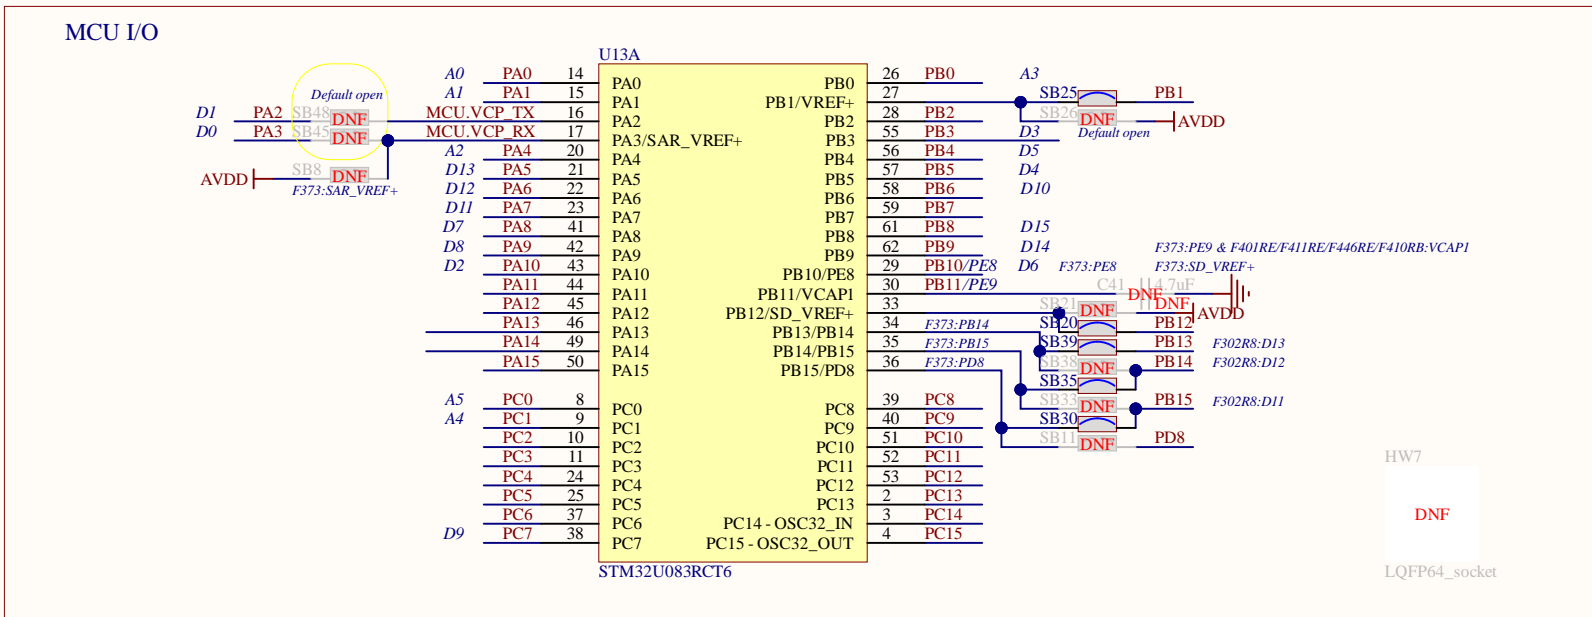 MCU I/O
U13A
A0 PA0 14 PA0 PB0 26 PB0 A3
A1 PA1 15 PA1 PB1/VREF+ 27 SB25 PB1
Default open
D1 PA2 SB48 DNF MCU.VCP_TX 16 PA2 PB2 28 PB2 SB26 DNF AVDD
D0 PA3 SB45 DNF MCU.VCP_RX 17 PA3/SAR_VREF+ PB3 55 PB3 D3 Default open
A2 PA4 20 PA4 PB4 56 PB4 D5
AVDD SB8 DNF D13 PA5 21 PA5 PB5 57 PB5 D4
F373:SAR_VREF+ D12 PA6 22 PA6 PB6 58 PB6 D10
D11 PA7 23 PA7 PB7 59 PB7
D7 PA8 41 PA8 PB8 61 PB8 D15
D8 PA9 42 PA9 PB9 62 PB9 D14 F373:PE9 & F401RE/F411RE/F446RE/F410RB:VCAP1
D2 PA10 43 PA10 PB10/PE8 29 PB10/PE8 D6 F373:PE8 F373:SD_VREF+
PA11 44 PA11 PB11/VCAP1 30 PB11/PE9 C41 DNF 4.7uF
PA12 45 PA12 PB12/SD_VREF+ 33 SB21 DNF DNF AVDD
PA13 46 PA13 PB13/PB14 34 F373:PB14 SB20 PB12
PA14 49 PA14 PB14/PB15 35 F373:PB15 SB39 PB13 F302R8:D13
PA15 50 PA15 PB15/PD8 36 F373:PD8 SB38 DNF PB14 F302R8:D12
SB35
A5 PC0 8 PC0 PC8 39 PC8 SB33 DNF PB15 F302R8:D11
A4 PC1 9 PC1 PC9 40 PC9 SB30
PC2 10 PC2 PC10 51 PC10 SB11 DNF PD8
PC3 11 PC3 PC11 52 PC11
PC4 24 PC4 PC12 53 PC12
PC5 25 PC5 PC13 2 PC13
PC6 37 PC6 PC14 - OSC32_IN 3 PC14
D9 PC7 38 PC7 PC15 - OSC32_OUT 4 PC15
STM32U083RCT6
HW7
DNF
LQFP64_socket